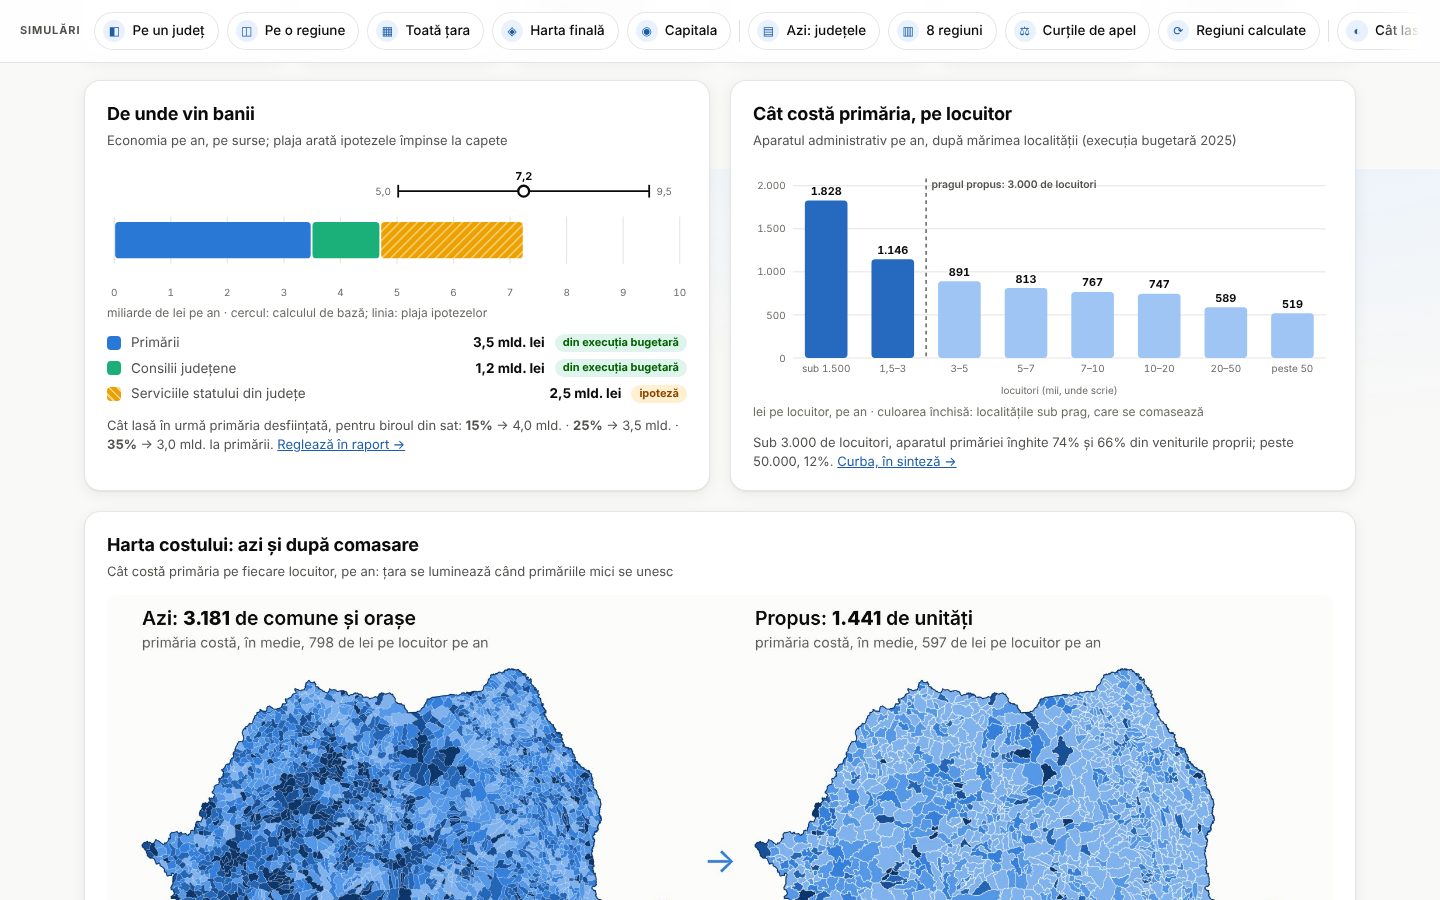 SIMULĂRI
Pe un județ
Pe o regiune
Toată țara
Harta finală
Capitala
Azi: județele
8 regiuni
Curțile de apel
Regiuni calculate
Cât las
De unde vin banii
Economia pe an, pe surse; plaja arată ipotezele împinse la capete
7,2
5,0
9,5
0 1 2 3 4 5 6 7 8 9 10
miliarde de lei pe an · cercul: calculul de bază; linia: plaja ipotezelor
Primării 3,5 mld. lei din execuția bugetară
Consilii județene 1,2 mld. lei din execuția bugetară
Serviciile statului din județe 2,5 mld. lei ipoteză
Cât lasă în urmă primăria desființată, pentru biroul din sat: 15% → 4,0 mld. · 25% → 3,5 mld. ·
35% → 3,0 mld. la primării. Reglează în raport →
Cât costă primăria, pe locuitor
Aparatul administrativ pe an, după mărimea localității (execuția bugetară 2025)
2.000
1.500
1.000
500
0
pragul propus: 3.000 de locuitori
1.828
1.146
891
813
767
747
589
519
sub 1.500 1,5–3 3–5 5–7 7–10 10–20 20–50 peste 50
locuitori (mii, unde scrie)
lei pe locuitor, pe an · culoarea închisă: localitățile sub prag, care se comasează
Sub 3.000 de locuitori, aparatul primăriei înghite 74% și 66% din veniturile proprii; peste
50.000, 12%. Curba, în sinteză →
Harta costului: azi și după comasare
Cât costă primăria pe fiecare locuitor, pe an: țara se luminează când primăriile mici se unesc
Azi: 3.181 de comune și orașe
primăria costă, în medie, 798 de lei pe locuitor pe an
Propus: 1.441 de unități
primăria costă, în medie, 597 de lei pe locuitor pe an